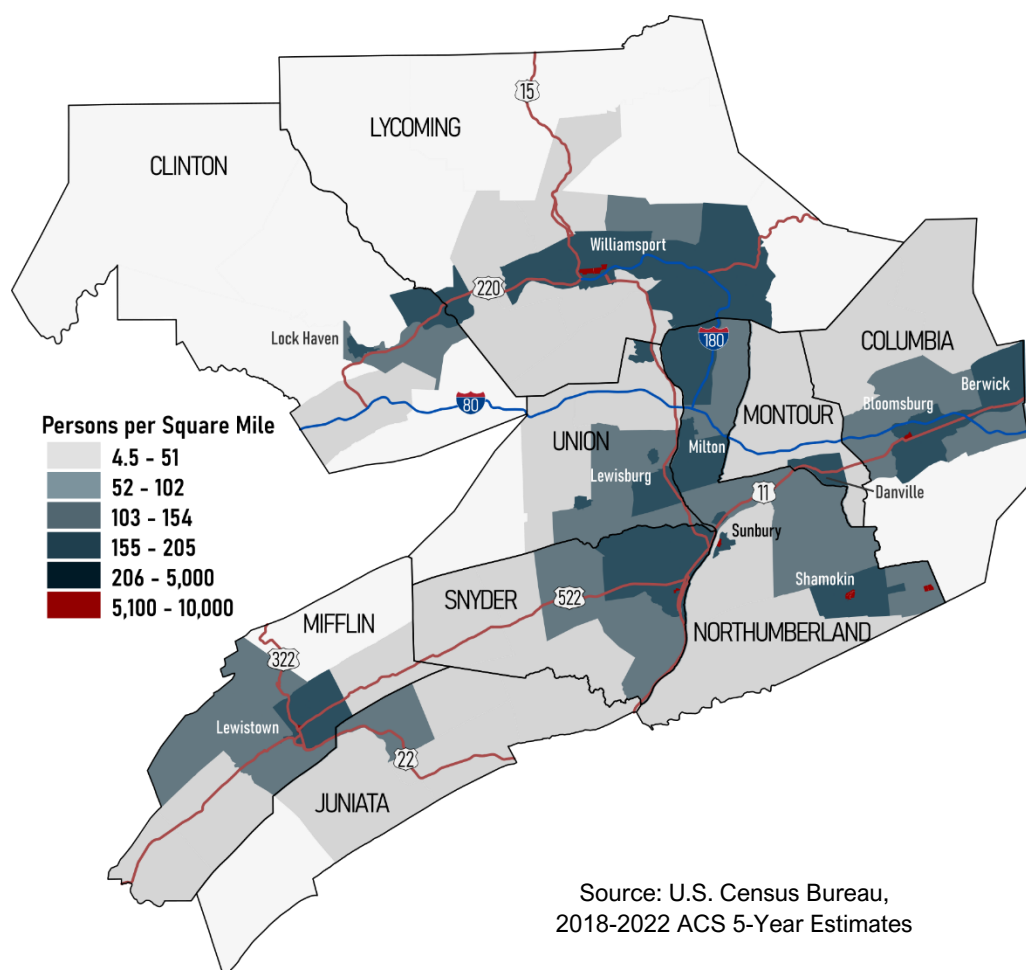 15
LYCOMING
CLINTON
Williamsport
220
Lock Haven
180
COLUMBIA
Berwick
80
Bloomsburg
MONTOUR
Persons per Square Mile
4.5 - 51
52 - 102
103 - 154
155 - 205
206 - 5,000
5,100 - 10,000
UNION
Milton
Lewisburg
11
Danville
Sunbury
Shamokin
522
SNYDER
MIFFLIN
NORTHUMBERLAND
322
Lewistown
22
JUNIATA
Source: U.S. Census Bureau,
2018-2022 ACS 5-Year Estimates